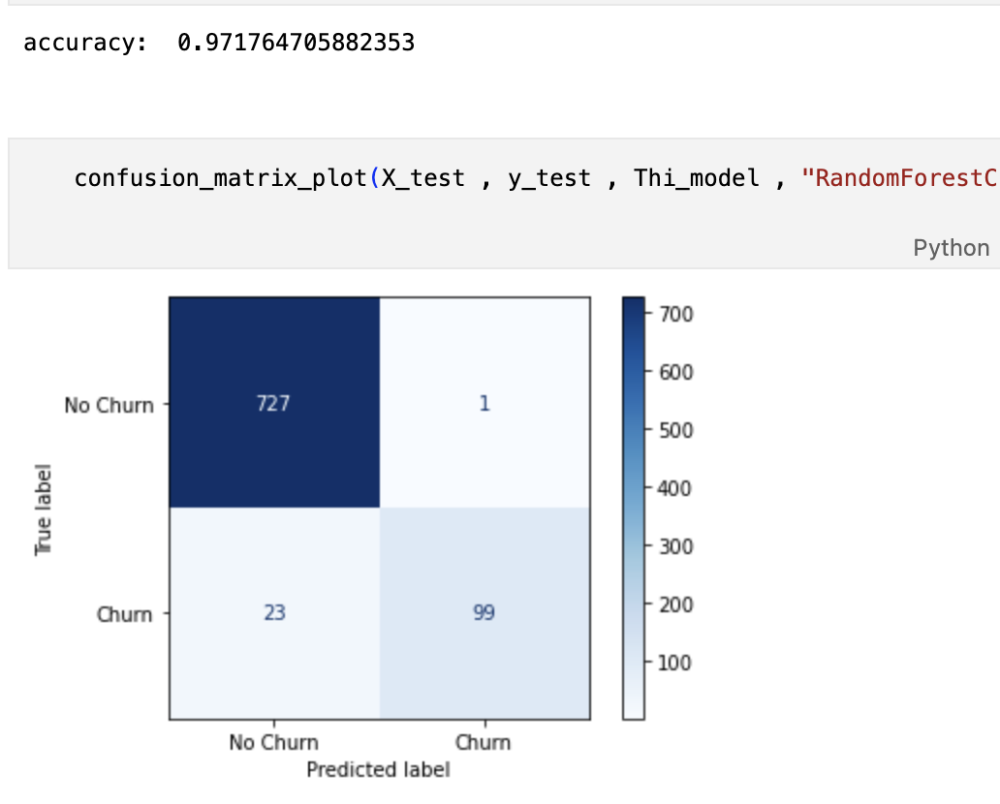 accuracy:  0.971764705882353
confusion_matrix_plot(X_test , y_test , Thi_model , "RandomForestC
Python
700
600
500
400
300
200
100
No Churn
727
1
True label
Churn
23
99
No Churn
Churn
Predicted label